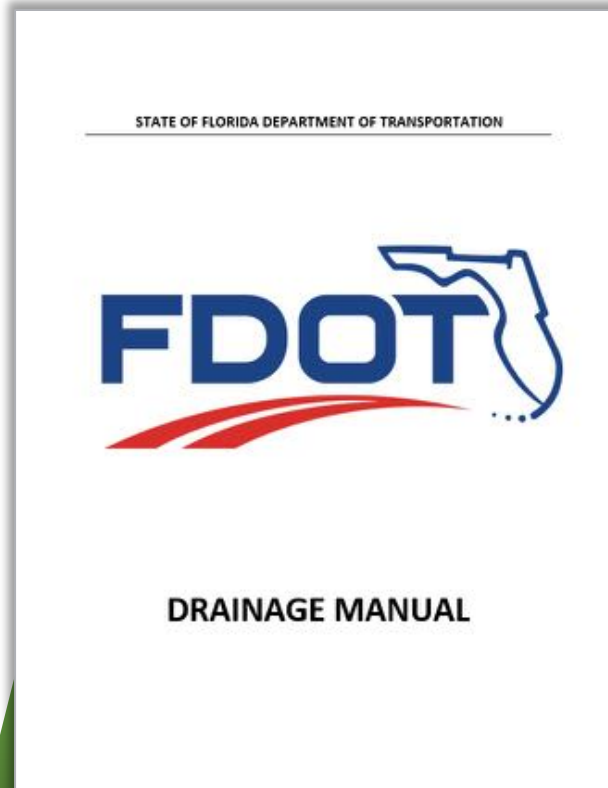 STATE OF FLORIDA DEPARTMENT OF TRANSPORTATION
FDOT
DRAINAGE MANUAL